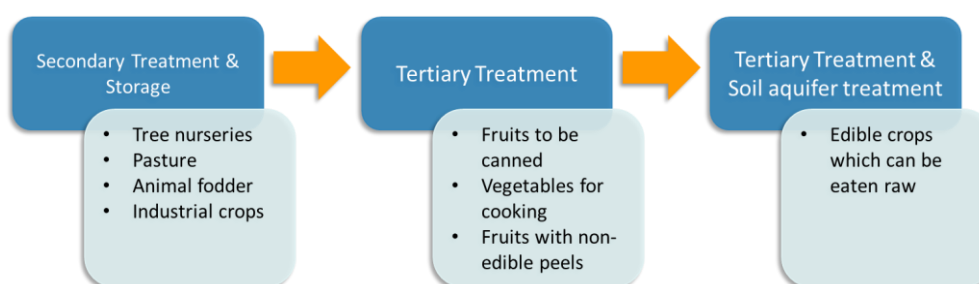 Secondary Treatment &
Storage
• Tree nurseries
• Pasture
• Animal fodder
• Industrial crops
Tertiary Treatment
• Fruits to be
canned
• Vegetables for
cooking
• Fruits with non-
edible peels
Tertiary Treatment &
Soil aquifer treatment
• Edible crops
which can be
eaten raw